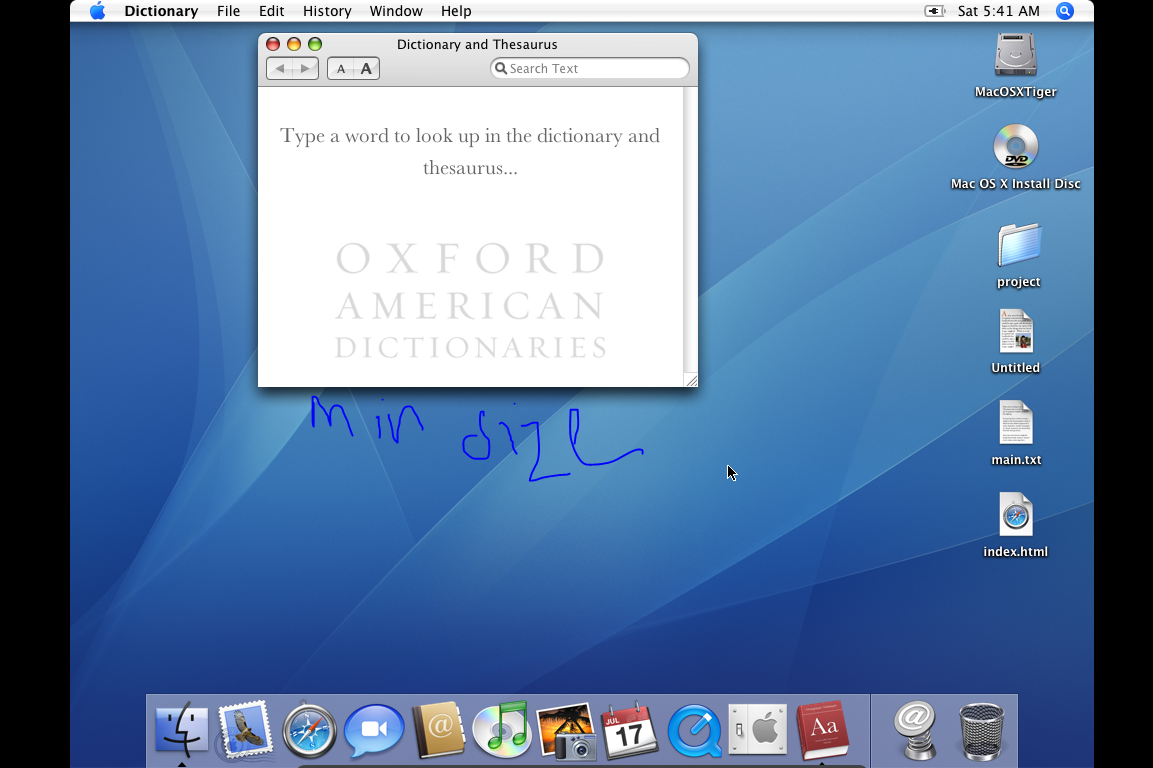 Dictionary File Edit History Window Help Sat 5:41 AM
Dictionary and Thesaurus
A A Search Text
Type a word to look up in the dictionary and
thesaurus...
OXFORD
AMERICAN
DICTIONARIES
min size
MacOSXTiger
DVD
Mac OS X Install Disc
project
Untitled
main.txt
index.html
@ JUL 17 Aa @